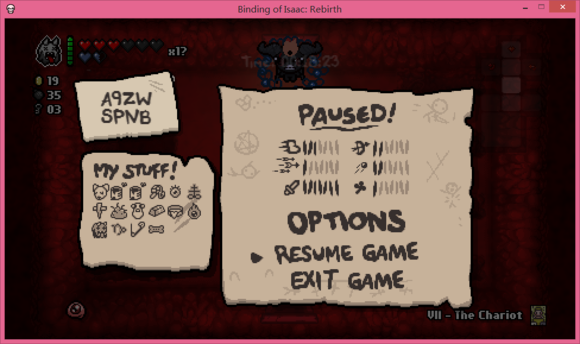 Binding of Isaac: Rebirth
x1?
19
35
03
A9ZW
SPNB
MY STUFF!
PAUSED!
OPTIONS
RESUME GAME
EXIT GAME
VII - The Chariot